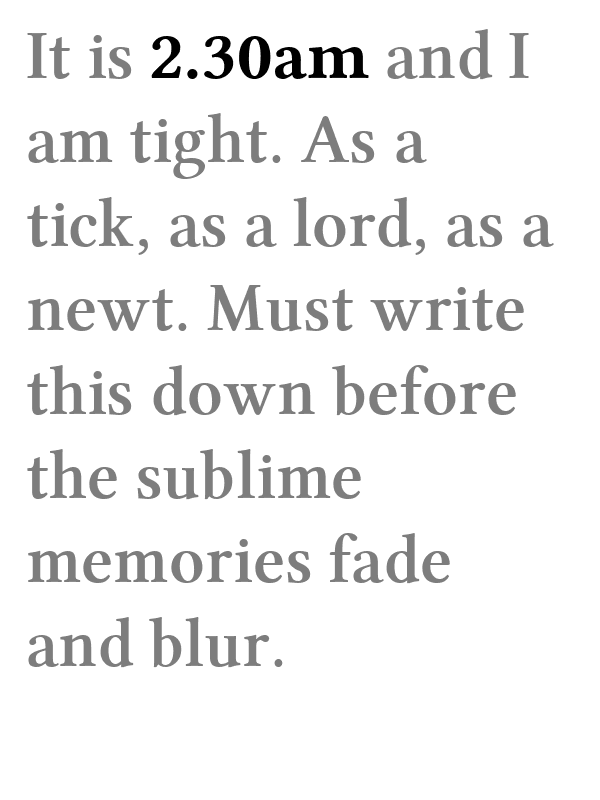 It is 2.30am and I
am tight. As a
tick, as a lord, as a
newt. Must write
this down before
the sublime
memories fade
and blur.